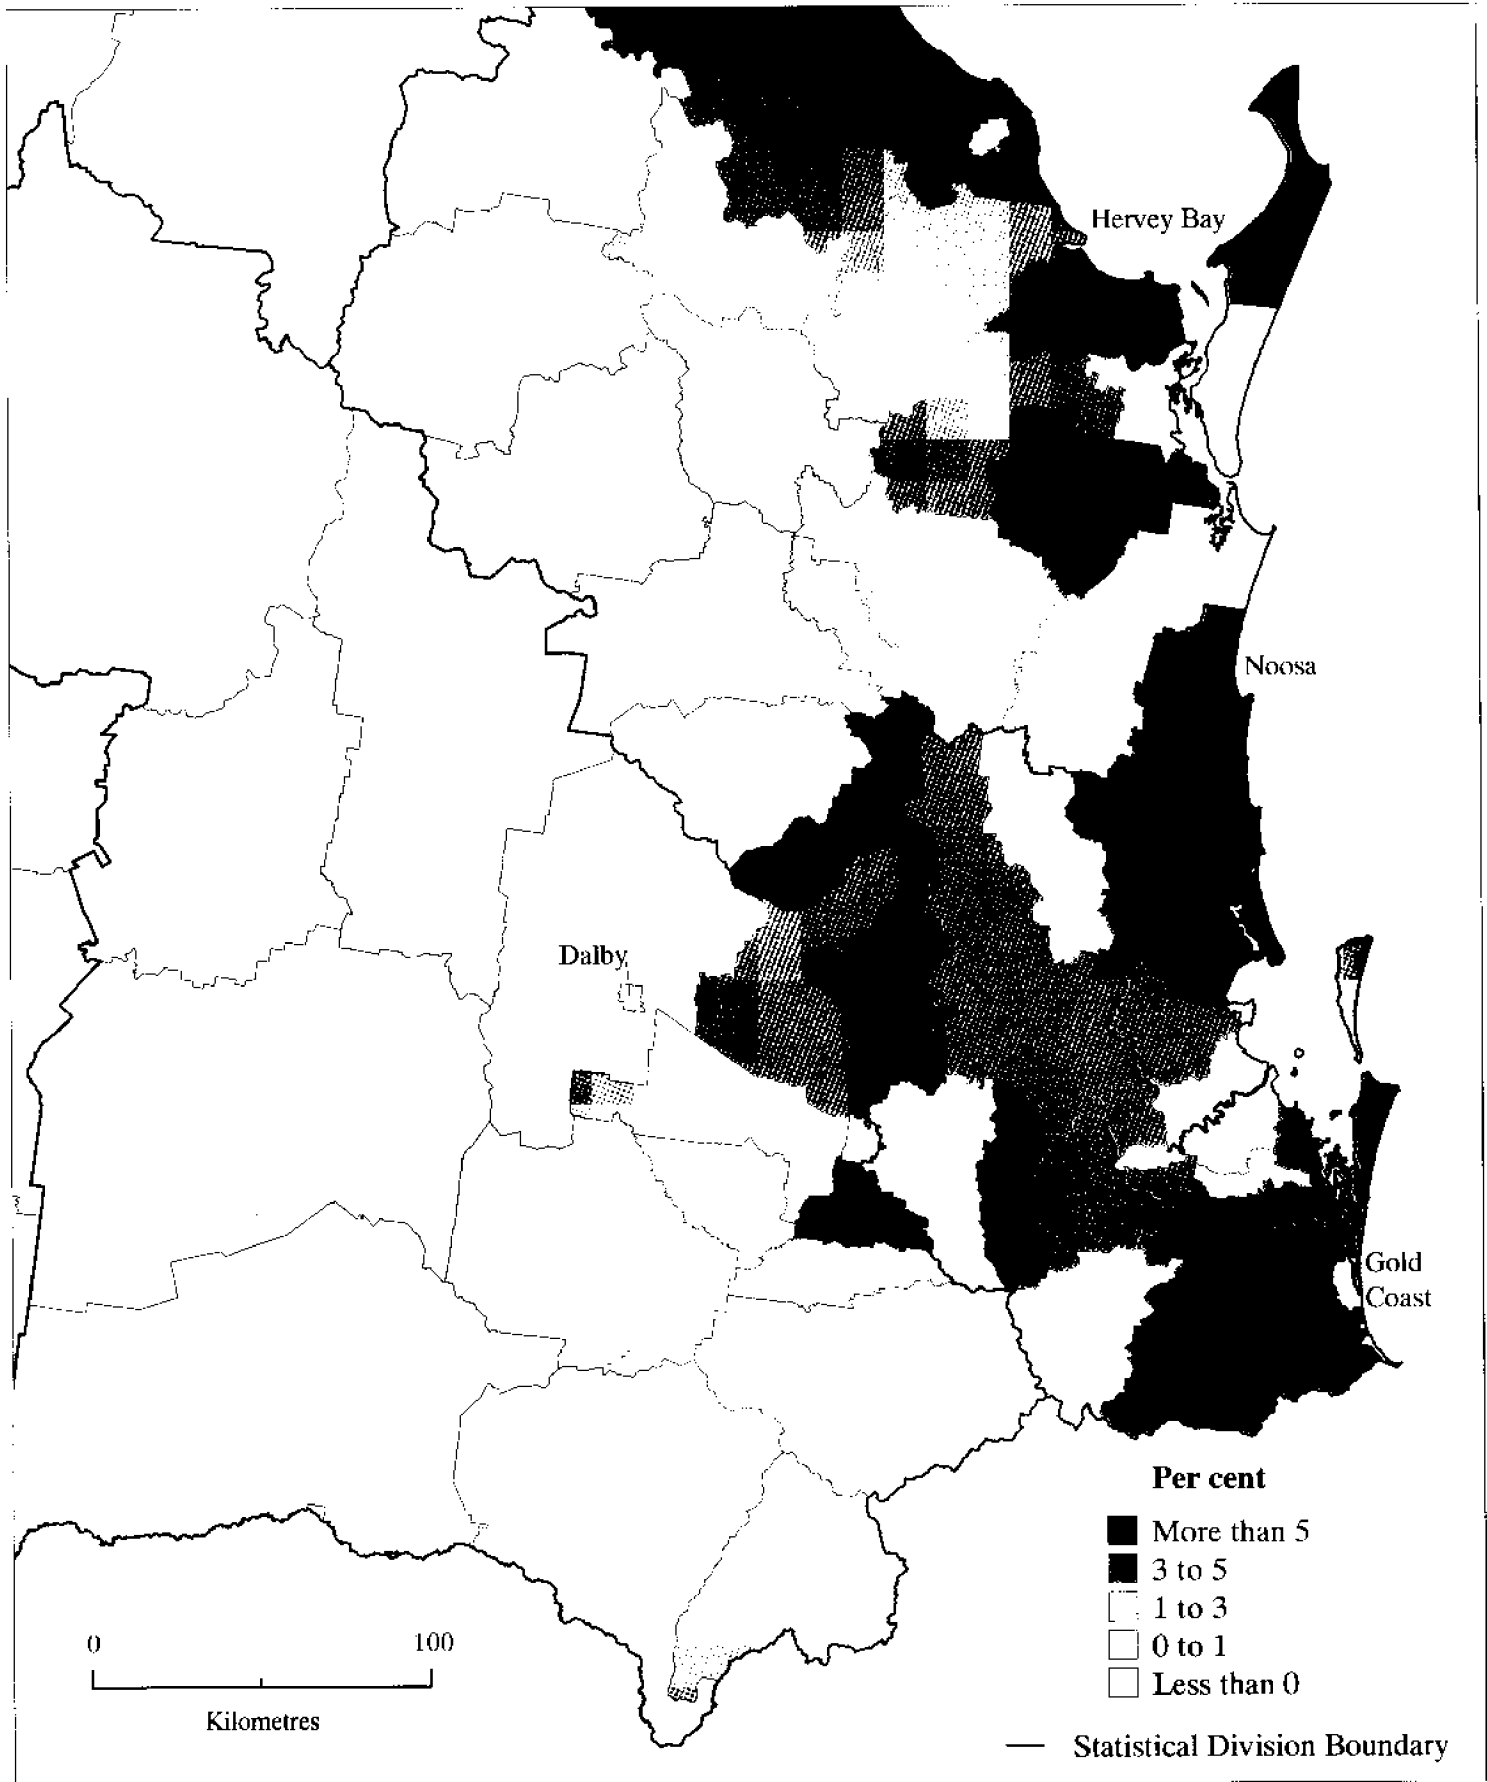 Hervey Bay
Noosa
Dalby
Gold
Coast
Per cent
More than 5
3 to 5
1 to 3
0 to 1
Less than 0
0 100
Kilometres
Statistical Division Boundary